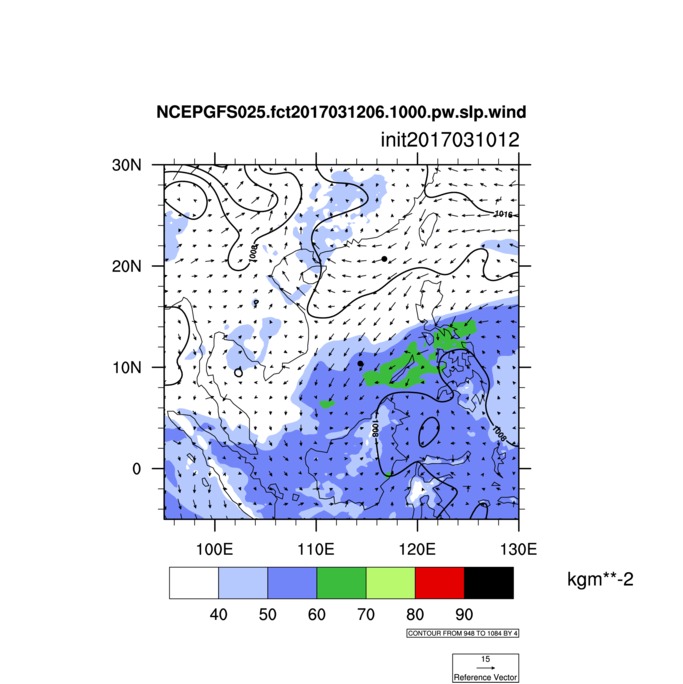 NCEPGFS025.fct2017031206.1000.pw.slp.wind
init2017031012
30N
1016
1008
20N
10N
1008
1008
0
100E 110E 120E 130E
kgm**-2
40 50 60 70 80 90
CONTOUR FROM 948 TO 1084 BY 4
15
Reference Vector